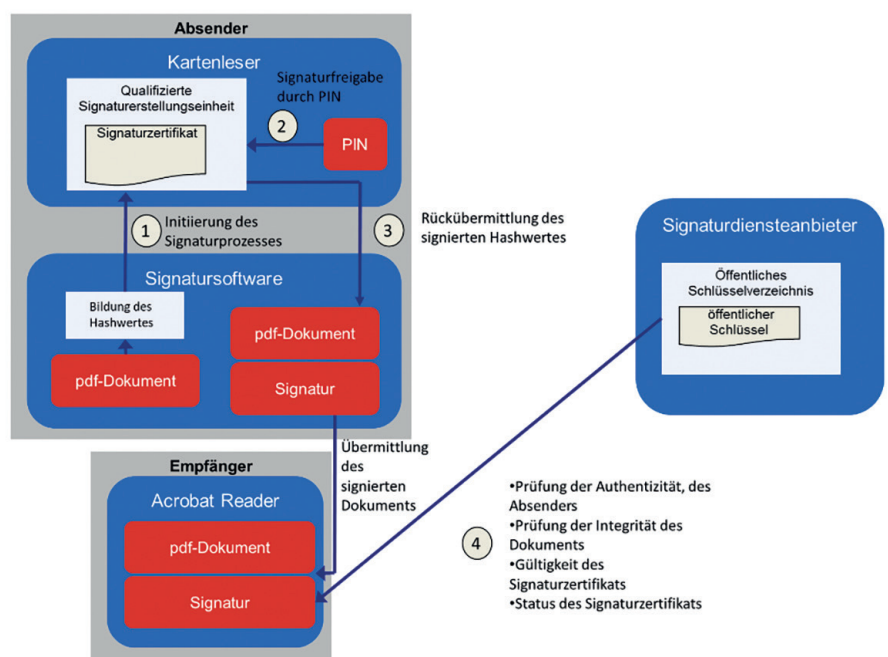 Absender
Kartenleser
Qualifizierte
Signaturerstellungseinheit
Signaturzertifikat
Signaturfreigabe
durch PIN
2
PIN
1
Initiierung des
Signaturprozesses
3
Rückübermittlung des
signierten Hashwertes
Signatursoftware
Bildung des
Hashwertes
pdf-Dokument
pdf-Dokument
Signatur
Signaturdiensteanbieter
Öffentliches
Schlüsselverzeichnis
öffentlicher
Schlüssel
Übermittlung
des
signierten
Dokuments
Empfänger
Acrobat Reader
pdf-Dokument
Signatur
4
•Prüfung der Authentizität, des
Absenders
•Prüfung der Integrität des
Dokuments
•Gültigkeit des
Signaturzertifikats
•Status des Signaturzertifikats